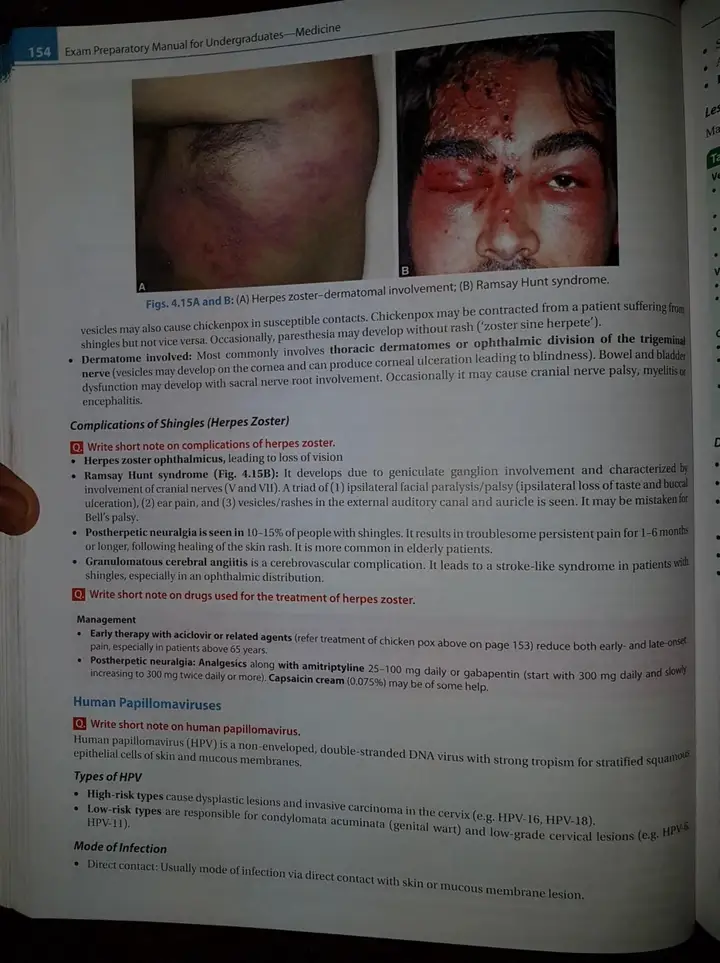 154 Exam Preparatory Manual for Undergraduates—Medicine
A
B
Figs. 4.15A and B: (A) Herpes zoster–dermatomal involvement; (B) Ramsay Hunt syndrome.
vesicles may also cause chickenpox in susceptible contacts. Chickenpox may be contracted from a patient suffering from
shingles but not vice versa. Occasionally, paresthesia may develop without rash ('zoster sine herpete').
• Dermatome involved: Most commonly involves thoracic dermatomes or ophthalmic division of the trigeminal
nerve (vesicles may develop on the cornea and can produce corneal ulceration leading to blindness). Bowel and bladder
dysfunction may develop with sacral nerve root involvement. Occasionally it may cause cranial nerve palsy, myelitis or
encephalitis.
Complications of Shingles (Herpes Zoster)
Q. Write short note on complications of herpes zoster.
• Herpes zoster ophthalmicus, leading to loss of vision
• Ramsay Hunt syndrome (Fig. 4.15B): It develops due to geniculate ganglion involvement and characterized by
involvement of cranial nerves (V and VII). A triad of (1) ipsilateral facial paralysis/palsy (ipsilateral loss of taste and buccal
ulceration), (2) ear pain, and (3) vesicles/rashes in the external auditory canal and auricle is seen. It may be mistaken for
Bell's palsy.
• Postherpetic neuralgia is seen in 10–15% of people with shingles. It results in troublesome persistent pain for 1–6 months
or longer, following healing of the skin rash. It is more common in elderly patients.
• Granulomatous cerebral angiitis is a cerebrovascular complication. It leads to a stroke-like syndrome in patients with
shingles, especially in an ophthalmic distribution.
Q. Write short note on drugs used for the treatment of herpes zoster.
Management
• Early therapy with aciclovir or related agents (refer treatment of chicken pox above on page 153) reduce both early- and late-onset
pain, especially in patients above 65 years.
• Postherpetic neuralgia: Analgesics along with amitriptyline 25–100 mg daily or gabapentin (start with 300 mg daily and slowly
increasing to 300 mg twice daily or more). Capsaicin cream (0.075%) may be of some help.
Human Papillomaviruses
Q. Write short note on human papillomavirus.
Human papillomavirus (HPV) is a non-enveloped, double-stranded DNA virus with strong tropism for stratified squamous
epithelial cells of skin and mucous membranes.
Types of HPV
• High-risk types cause dysplastic lesions and invasive carcinoma in the cervix (e.g. HPV-16, HPV-18).
• Low-risk types are responsible for condylomata acuminata (genital wart) and low-grade cervical lesions (e.g. HPV-6
HPV-11).
Mode of Infection
• Direct contact: Usually mode of infection via direct contact with skin or mucous membrane lesion.